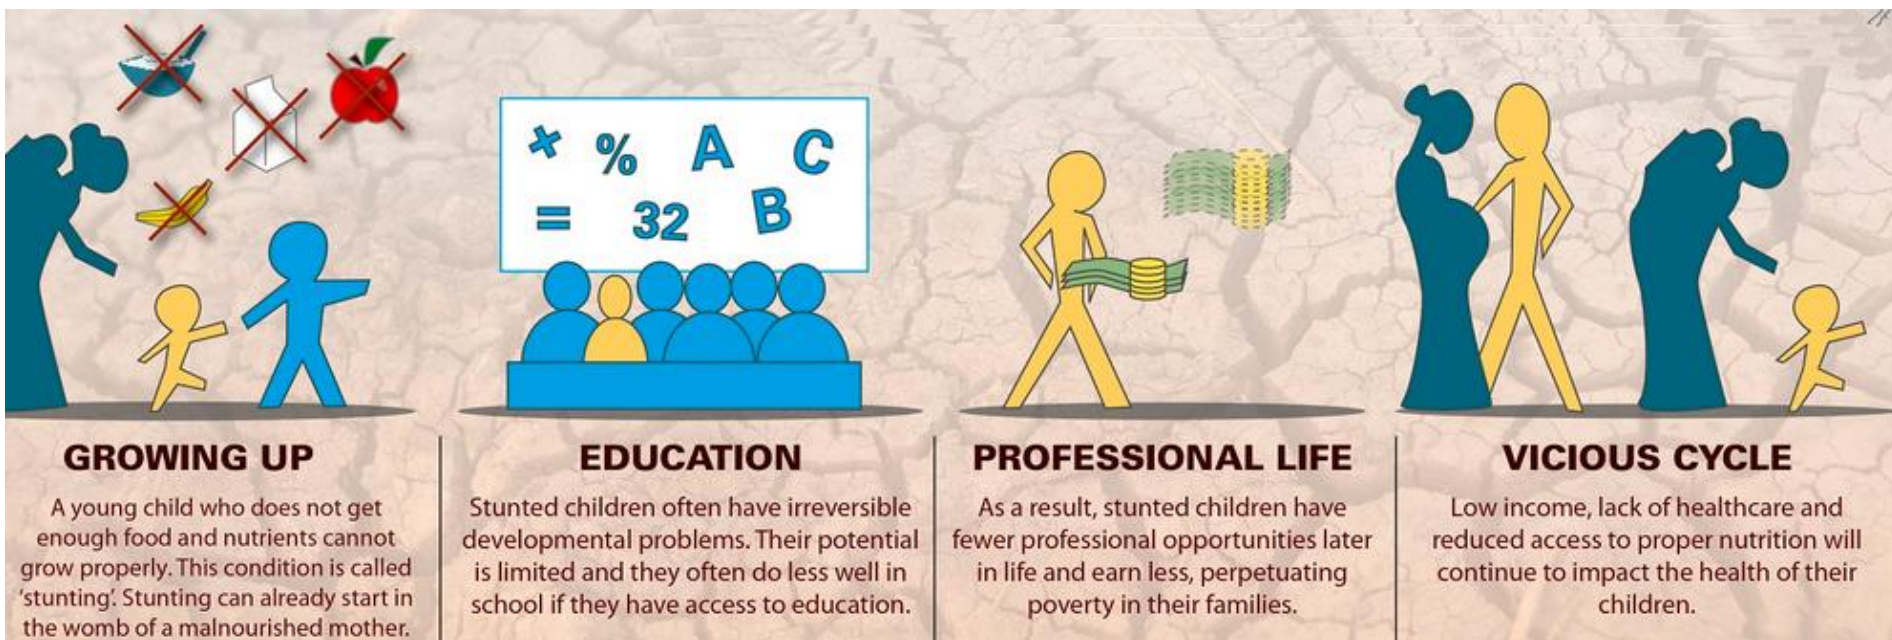 + % A C
= 32 B
GROWING UP
A young child who does not get
enough food and nutrients cannot
grow properly. This condition is called
'stunting'. Stunting can already start in
the womb of a malnourished mother.
EDUCATION
Stunted children often have irreversible
developmental problems. Their potential
is limited and they often do less well in
school if they have access to education.
PROFESSIONAL LIFE
As a result, stunted children have
fewer professional opportunities later
in life and earn less, perpetuating
poverty in their families.
VICIOUS CYCLE
Low income, lack of healthcare and
reduced access to proper nutrition will
continue to impact the health of their
children.